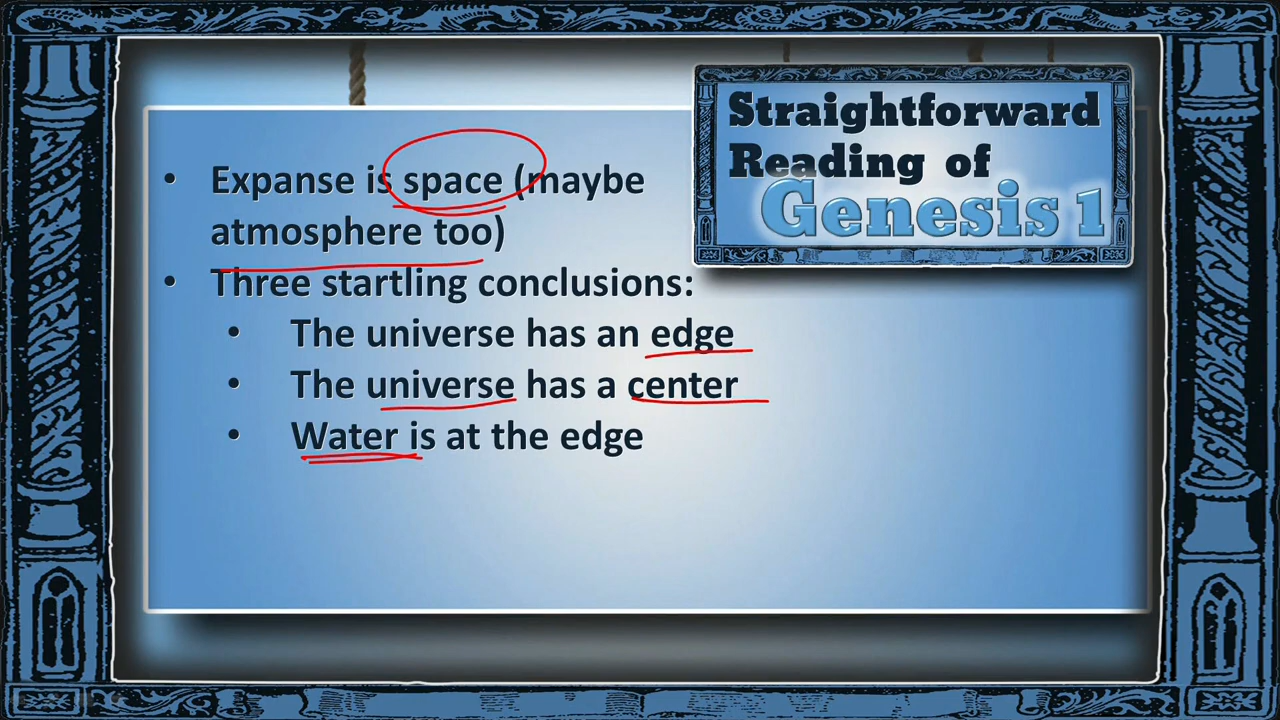 Straightforward
Reading of
Genesis 1
• Expanse is space (maybe
atmosphere too)
• Three startling conclusions:
• The universe has an edge
• The universe has a center
• Water is at the edge